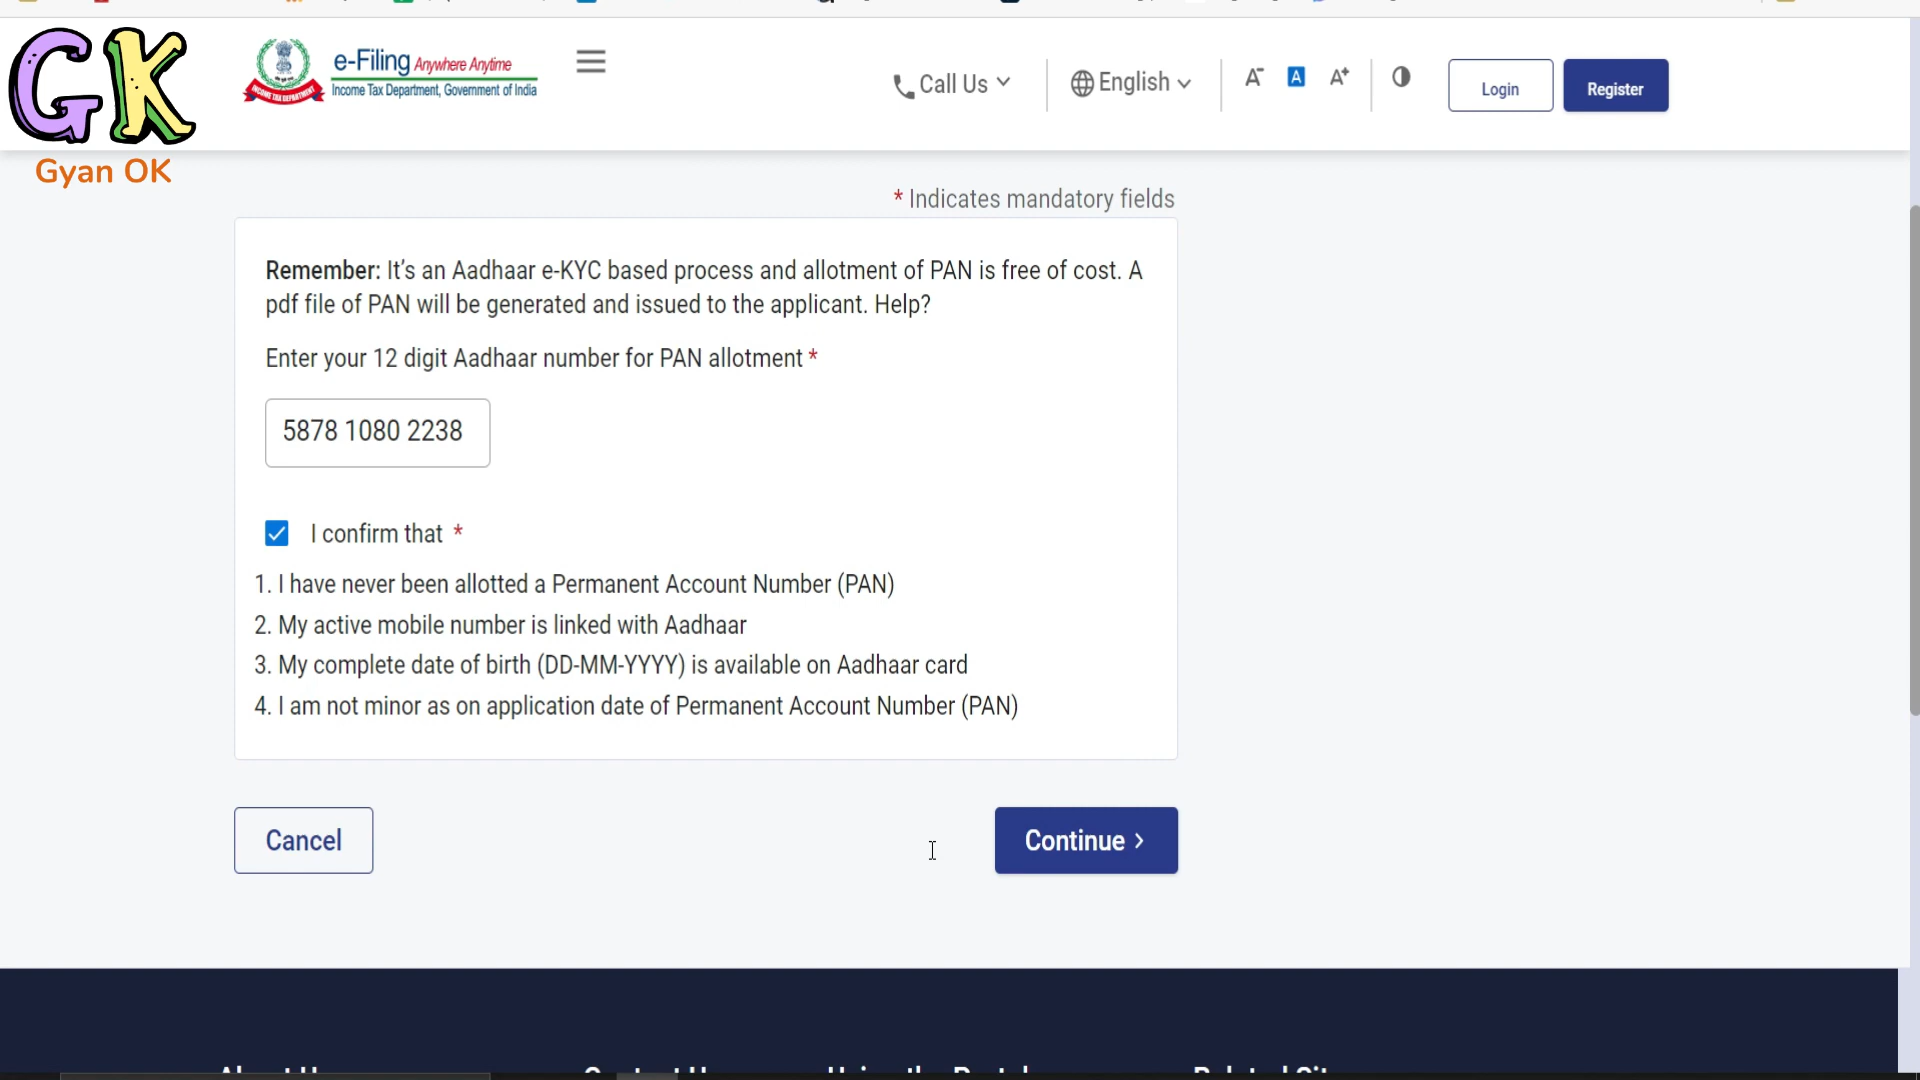 GK
Gyan OK
e-Filing Anywhere Anytime
Income Tax Department, Government of India
INCOME TAX DEPARTMENT
Call Us
English
A-
A
A+
Login
Register
* Indicates mandatory fields
Remember: It’s an Aadhaar e-KYC based process and allotment of PAN is free of cost. A
pdf file of PAN will be generated and issued to the applicant. Help?
Enter your 12 digit Aadhaar number for PAN allotment *
5878 1080 2238
I confirm that *
1. I have never been allotted a Permanent Account Number (PAN)
2. My active mobile number is linked with Aadhaar
3. My complete date of birth (DD-MM-YYYY) is available on Aadhaar card
4. I am not minor as on application date of Permanent Account Number (PAN)
Cancel
Continue >